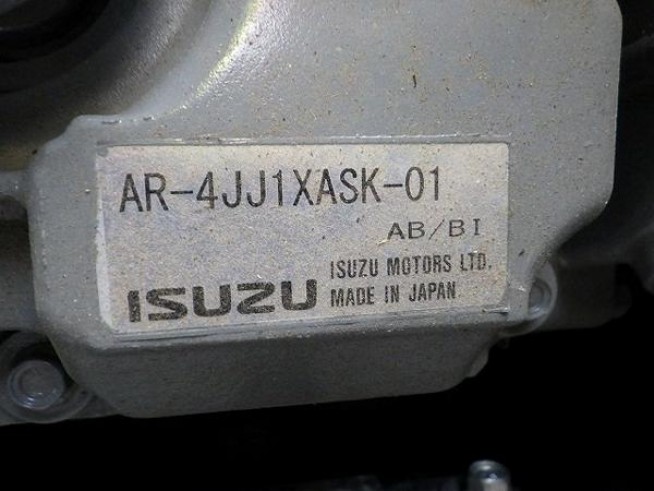 AR-4JJ1XASK-01
AB/BI
ISUZU
ISUZU MOTORS LTD.
MADE IN JAPAN